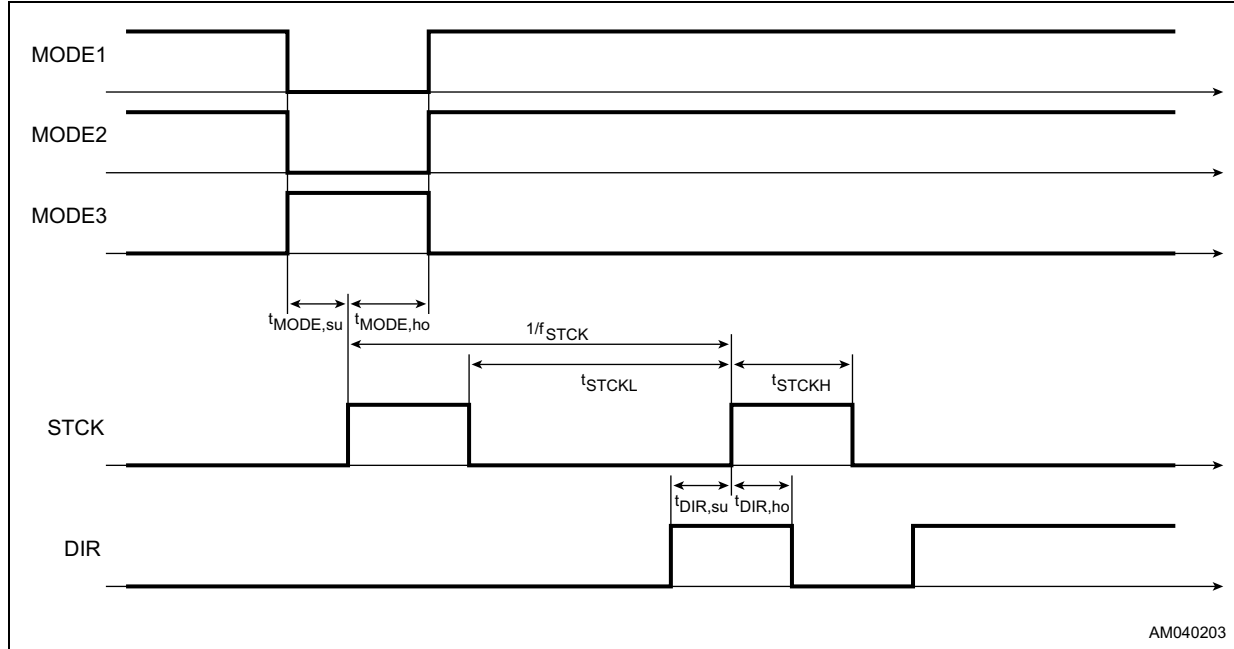 MODE1
MODE2
MODE3
tMODE,su tMODE,ho
1/fSTCK
tSTCKL tSTCKH
STCK
tDIR,su tDIR,ho
DIR
AM040203